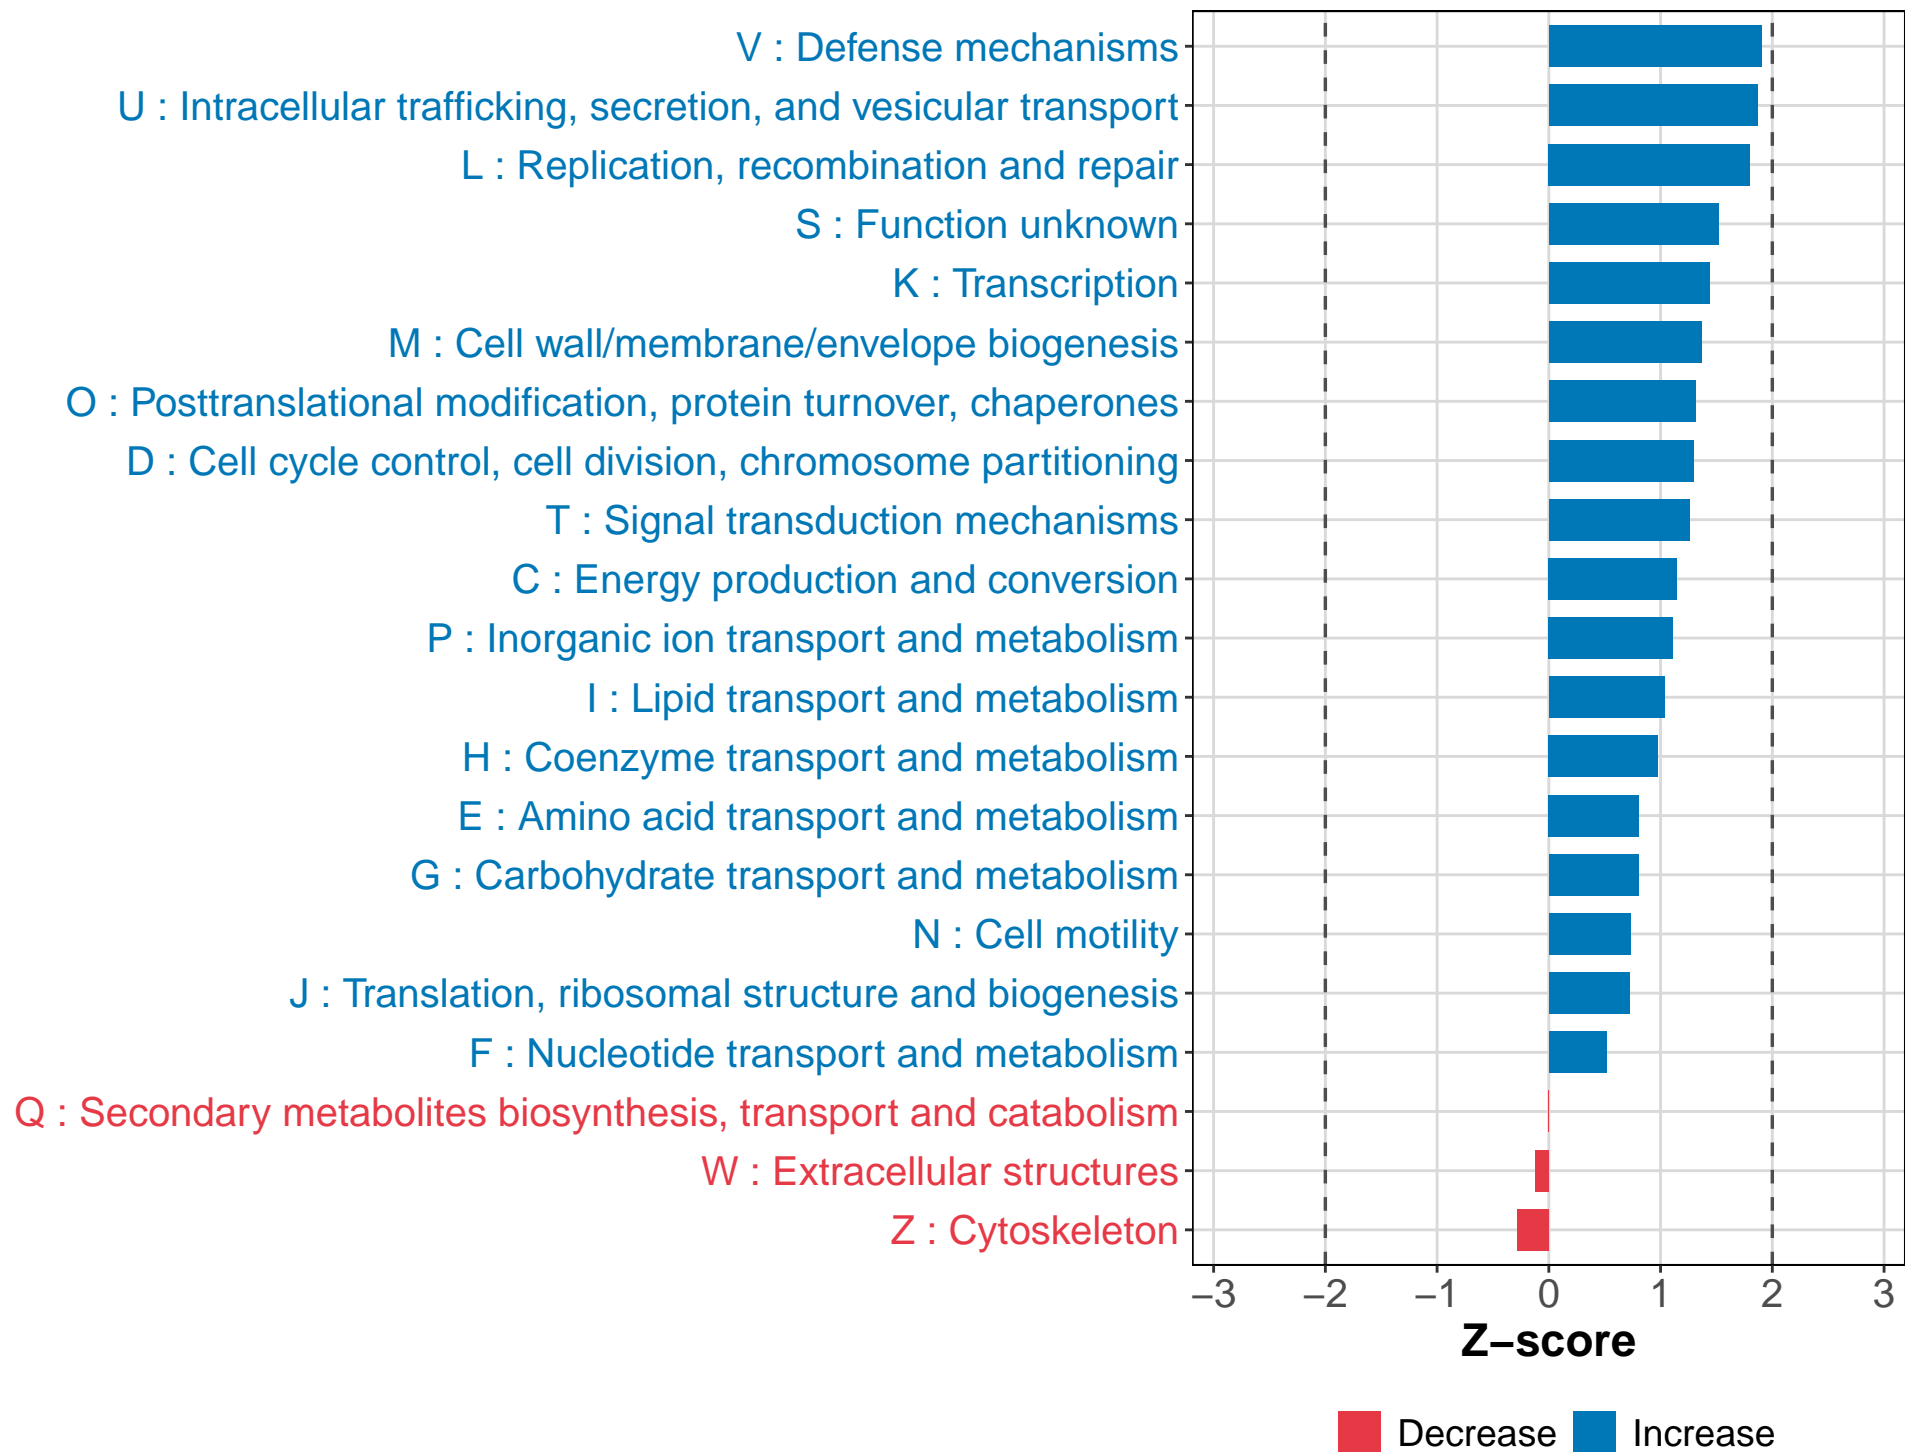 V : Defense mechanisms
U : Intracellular trafficking, secretion, and vesicular transport
L : Replication, recombination and repair
S : Function unknown
K : Transcription
M : Cell wall/membrane/envelope biogenesis
O : Posttranslational modification, protein turnover, chaperones
D : Cell cycle control, cell division, chromosome partitioning
T : Signal transduction mechanisms
C : Energy production and conversion
P : Inorganic ion transport and metabolism
I : Lipid transport and metabolism
H : Coenzyme transport and metabolism
E : Amino acid transport and metabolism
G : Carbohydrate transport and metabolism
N : Cell motility
J : Translation, ribosomal structure and biogenesis
F : Nucleotide transport and metabolism
Q : Secondary metabolites biosynthesis, transport and catabolism
W : Extracellular structures
Z : Cytoskeleton
−3 −2 −1 0 1 2 3
Z−score
Decrease Increase